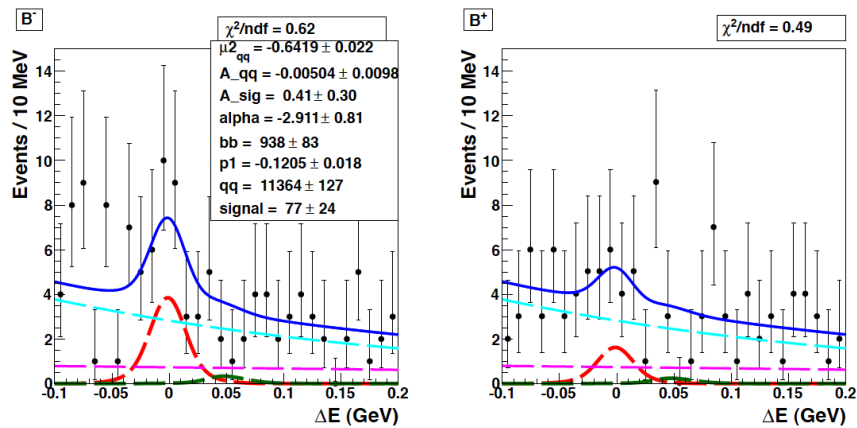 B-
χ²/ndf = 0.62
μ2_qq = -0.6419 ± 0.022
A_qq = -0.00504 ± 0.0098
A_sig = 0.41 ± 0.30
alpha = -2.911 ± 0.81
bb = 938 ± 83
p1 = -0.1205 ± 0.018
qq = 11364 ± 127
signal = 77 ± 24
Events / 10 MeV
14
12
10
8
6
4
2
0
-0.1 -0.05 0 0.05 0.1 0.15 0.2
ΔE (GeV)
B+
χ²/ndf = 0.49
Events / 10 MeV
14
12
10
8
6
4
2
0
-0.1 -0.05 0 0.05 0.1 0.15 0.2
ΔE (GeV)